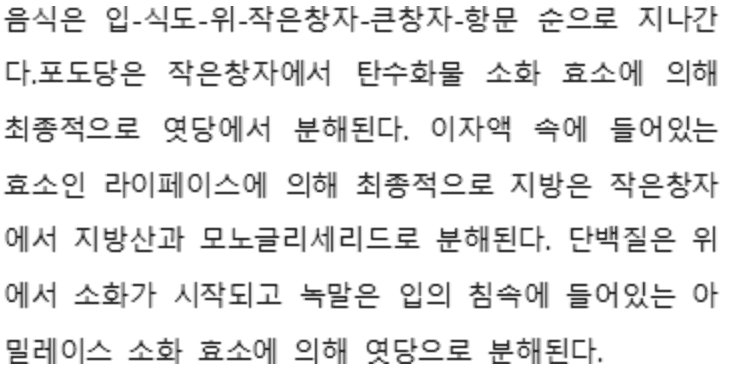 음식은 입-식도-위-작은창자-큰창자-항문 순으로 지나간
다.포도당은 작은창자에서 탄수화물 소화 효소에 의해
최종적으로 엿당에서 분해된다. 이자액 속에 들어있는
효소인 라이페이스에 의해 최종적으로 지방은 작은창자
에서 지방산과 모노글리세리드로 분해된다. 단백질은 위
에서 소화가 시작되고 녹말은 입의 침속에 들어있는 아
밀레이스 소화 효소에 의해 엿당으로 분해된다.